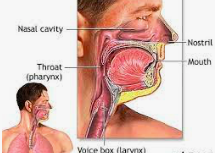 Nasal cavity
Nostril
Mouth
Throat
(pharynx)
Voice box (larynx)